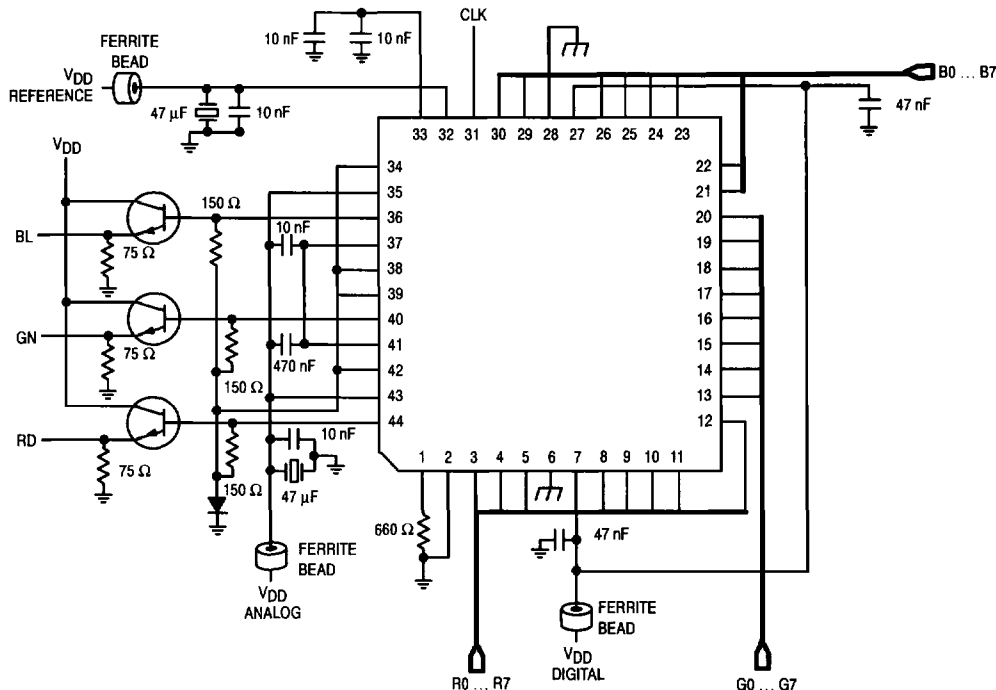 10 nF
10 nF
CLK
FERRITE
BEAD
VDD
REFERENCE
47 µF
10 nF
B0 ... B7
47 nF
33 32 31 30 29 28 27 26 25 24 23
VDD
34
35
36
37
38
39
40
41
42
43
44
22
21
20
19
18
17
16
15
14
13
12
150 Ω
BL
75 Ω
10 nF
GN
75 Ω
470 nF
150 Ω
RD
75 Ω
10 nF
150 Ω
47 µF
1 2 3 4 5 6 7 8 9 10 11
660 Ω
47 nF
FERRITE
BEAD
VDD
ANALOG
FERRITE
BEAD
VDD
DIGITAL
R0 ... R7
G0 ... G7